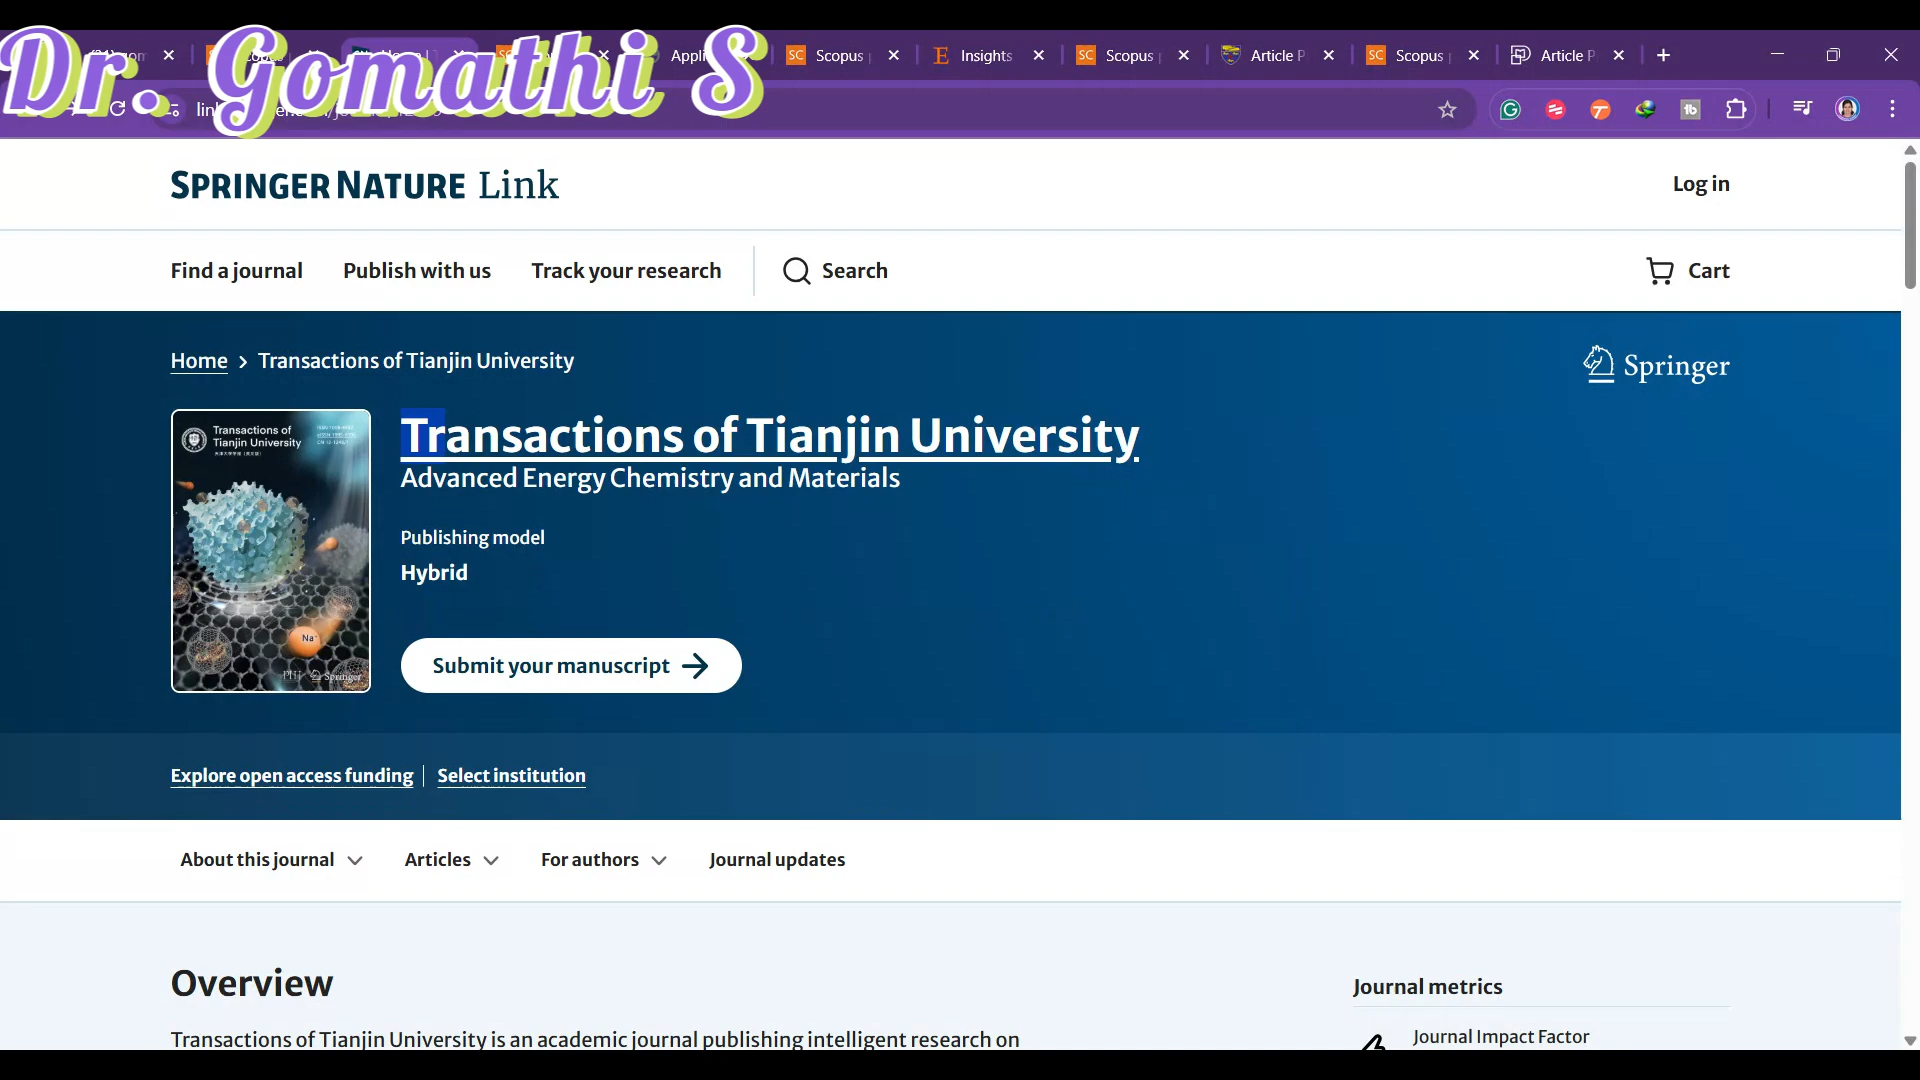 Dr. Gomathi S
Scopus
Insights
Scopus
Article P
Scopus
Article P
SPRINGER NATURE Link
Log in
Find a journal
Publish with us
Track your research
Search
Cart
Home > Transactions of Tianjin University
Springer
Transactions of
Tianjin University
Na⁺
Springer
Transactions of Tianjin University
Advanced Energy Chemistry and Materials
Publishing model
Hybrid
Submit your manuscript
Explore open access funding
Select institution
About this journal
Articles
For authors
Journal updates
Overview
Transactions of Tianjin University is an academic journal publishing intelligent research on
Journal metrics
Journal Impact Factor